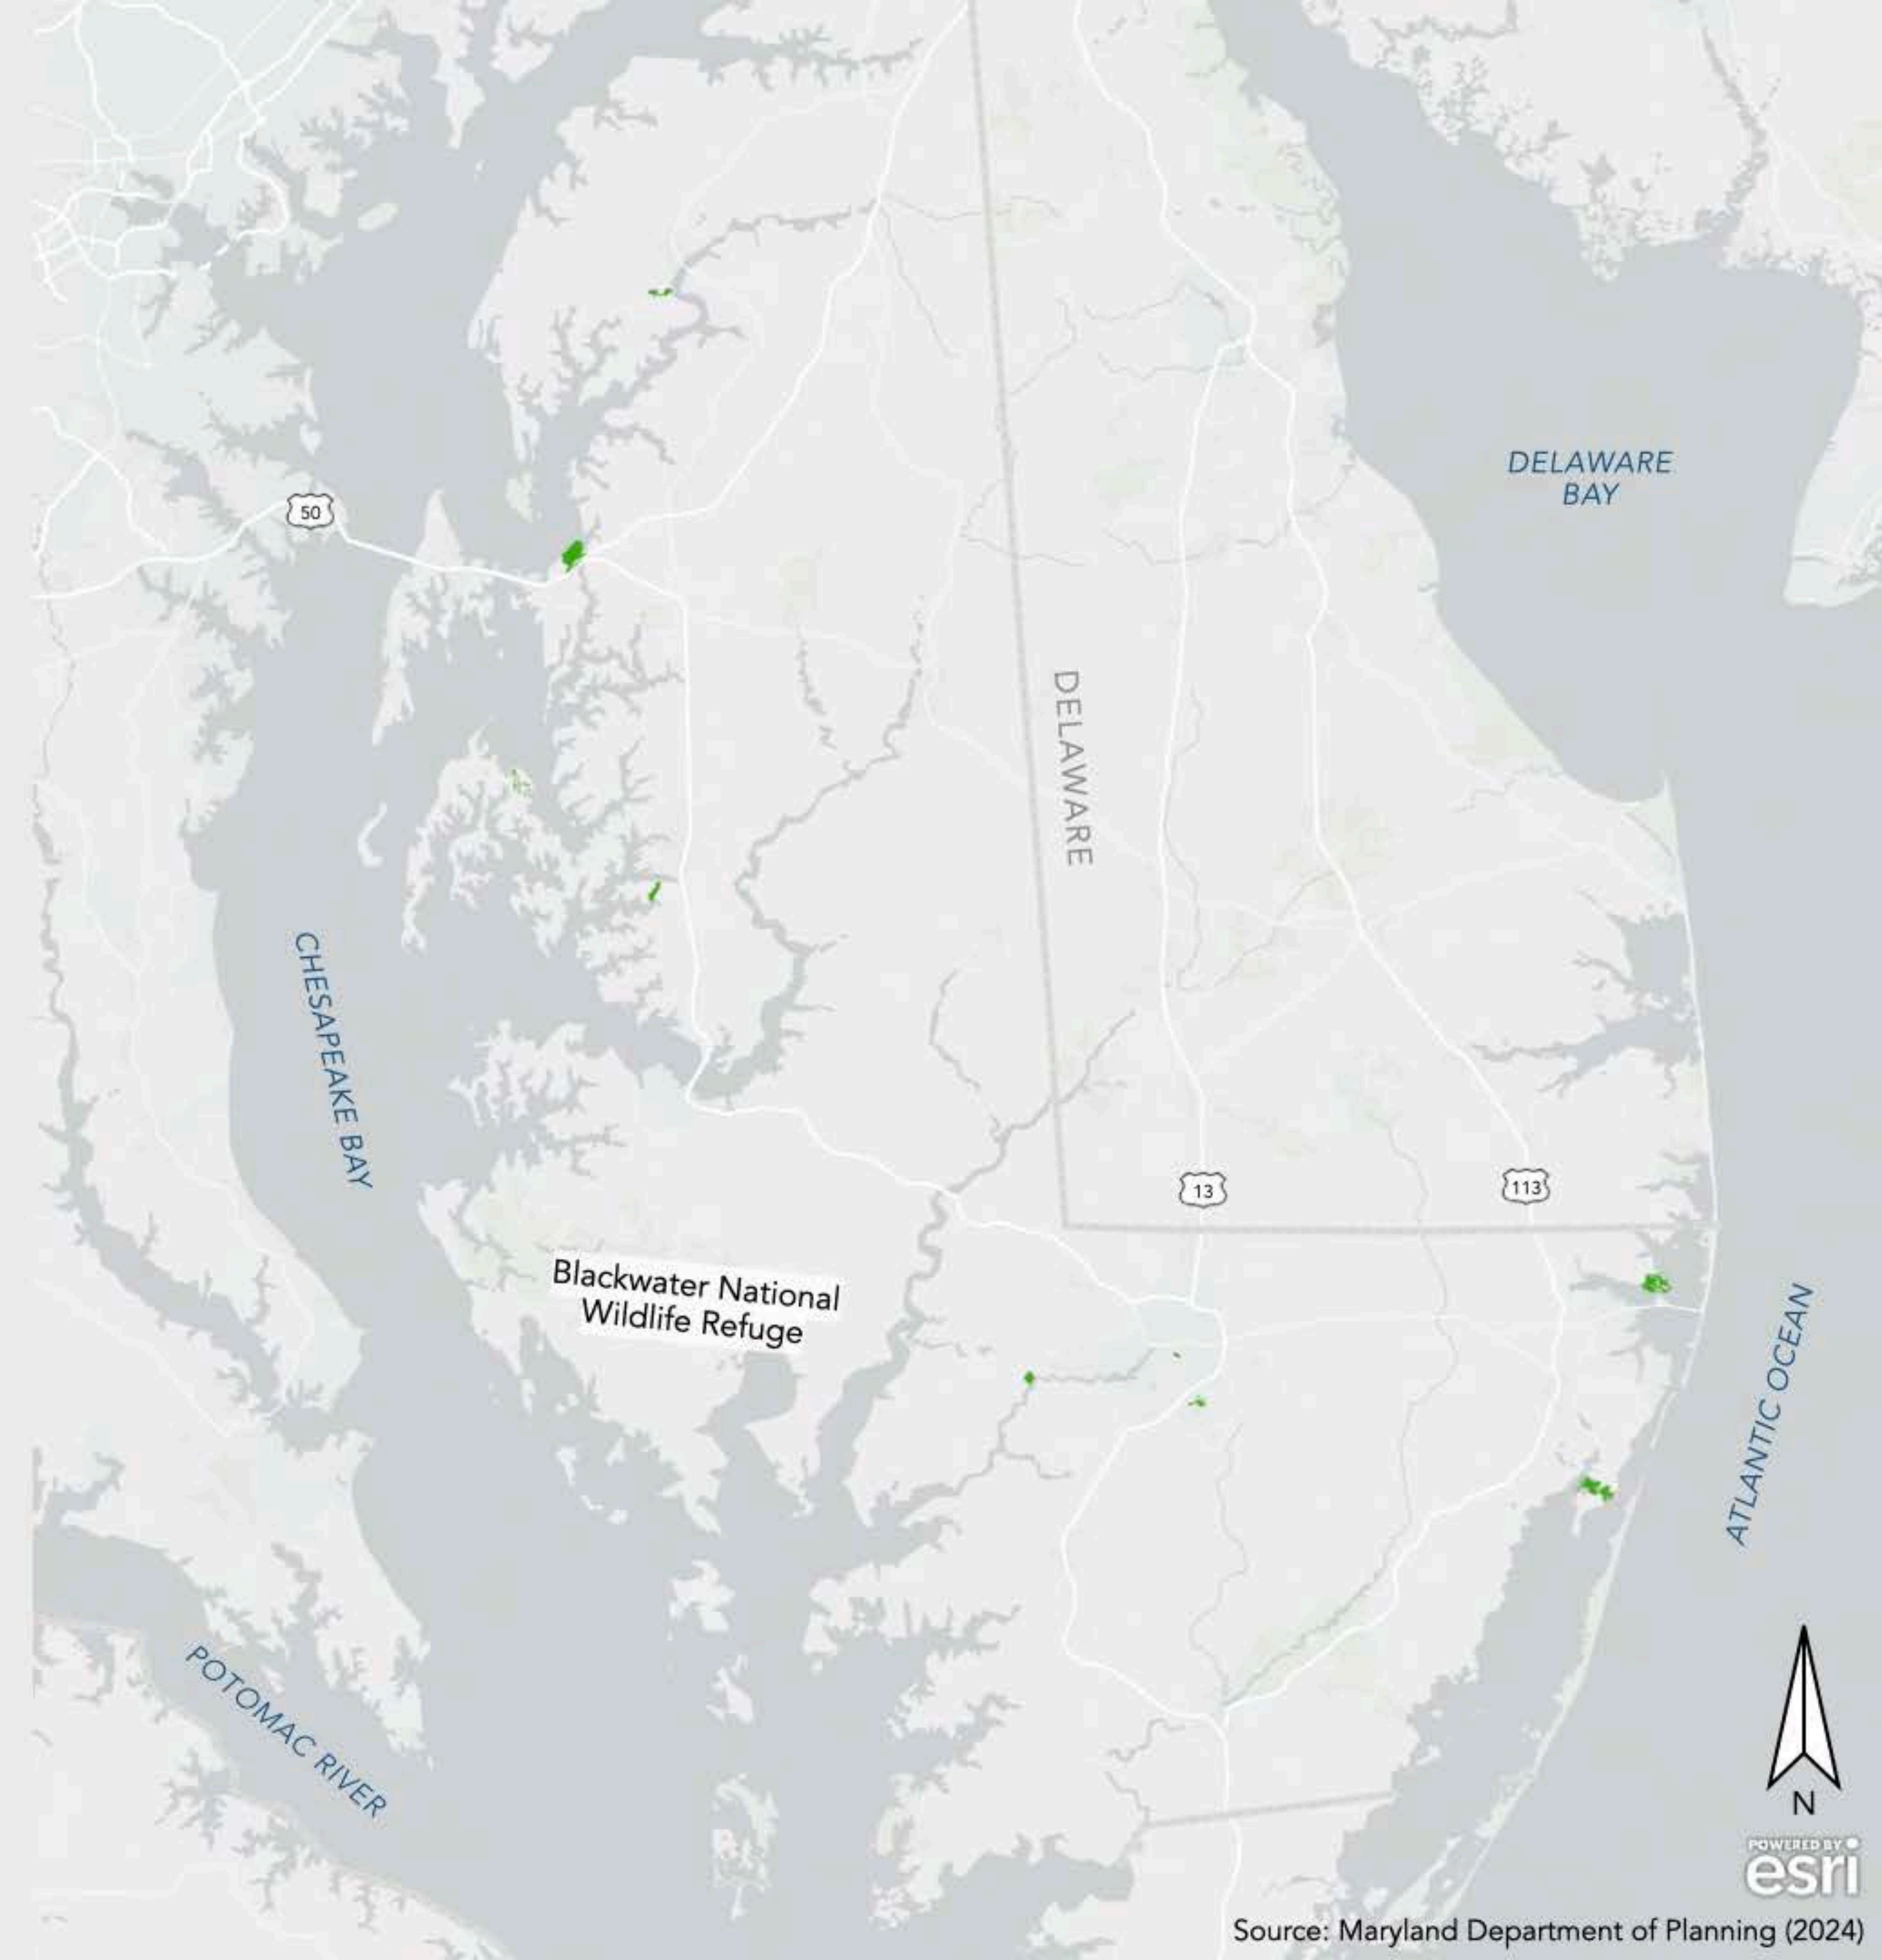 DELAWARE
BAY
50
DELAWARE
CHESAPEAKE BAY
13
113
Blackwater National
Wildlife Refuge
ATLANTIC OCEAN
POTOMAC RIVER
N
POWERED BY
esri
Source: Maryland Department of Planning (2024)